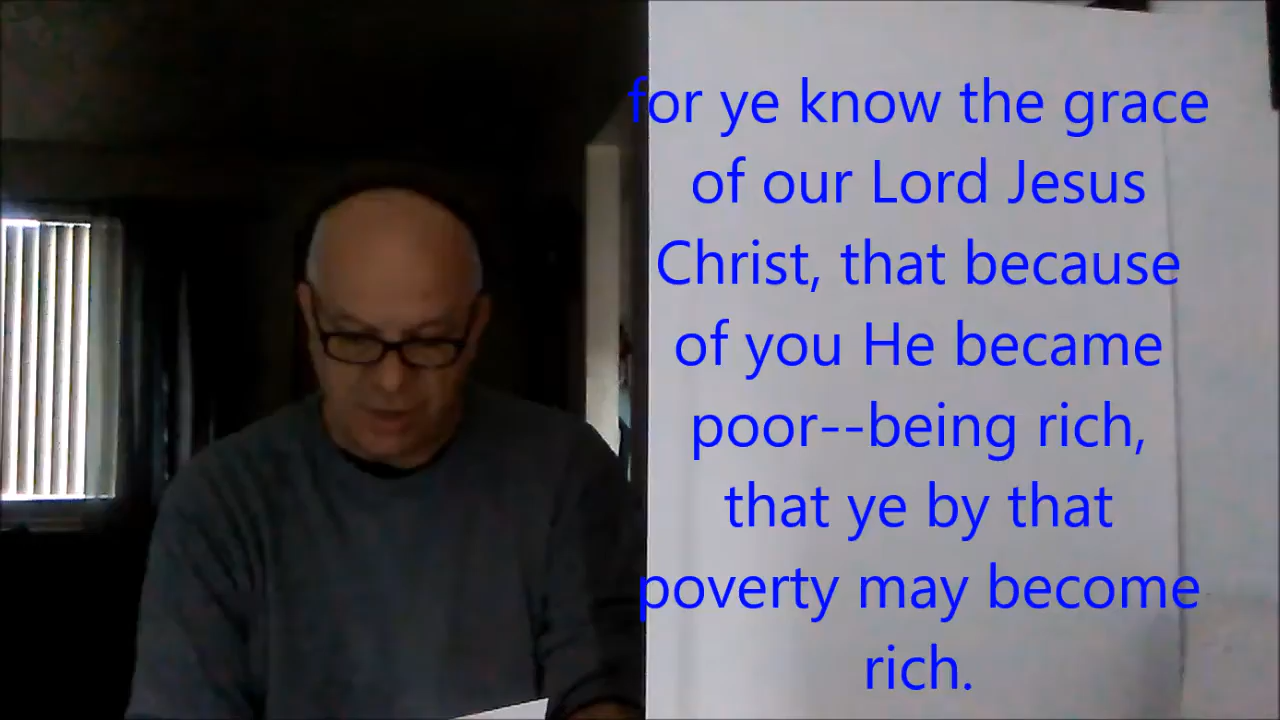 for ye know the grace
of our Lord Jesus
Christ, that because
of you He became
poor--being rich,
that ye by that
poverty may become
rich.